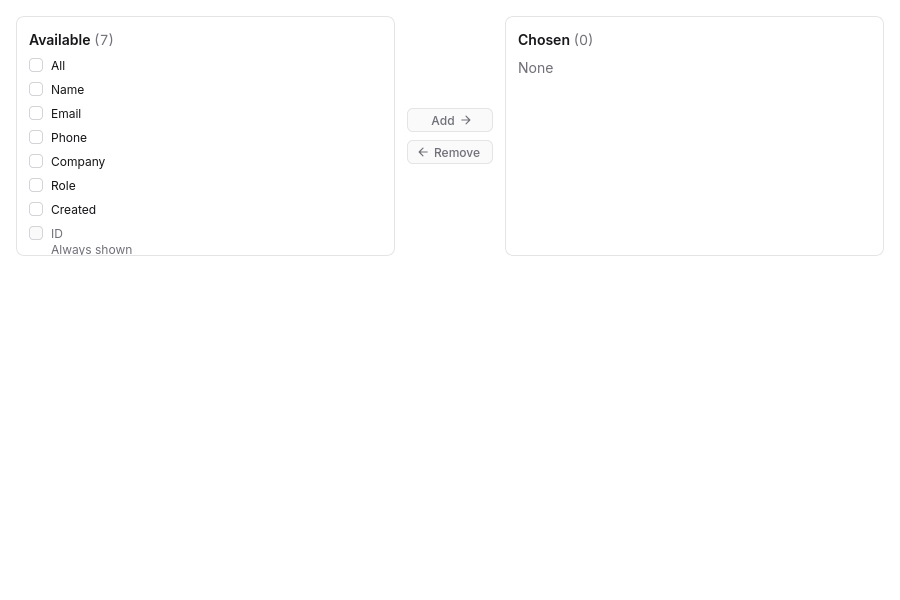 Available (7)
All
Name
Email
Phone
Company
Role
Created
ID
Always shown
Add
Remove
Chosen (0)
None